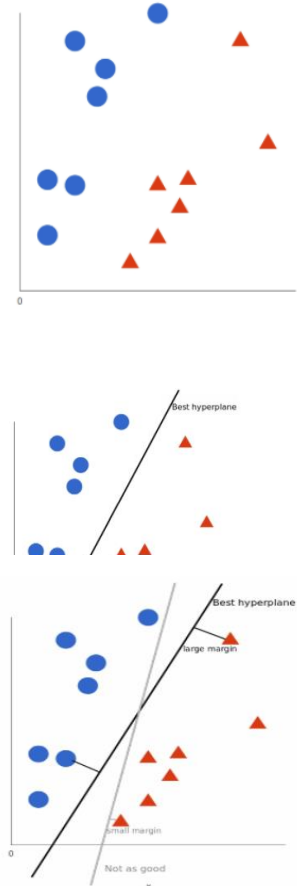 0
Best hyperplane
Best hyperplane
large margin
small margin
0
Not as good